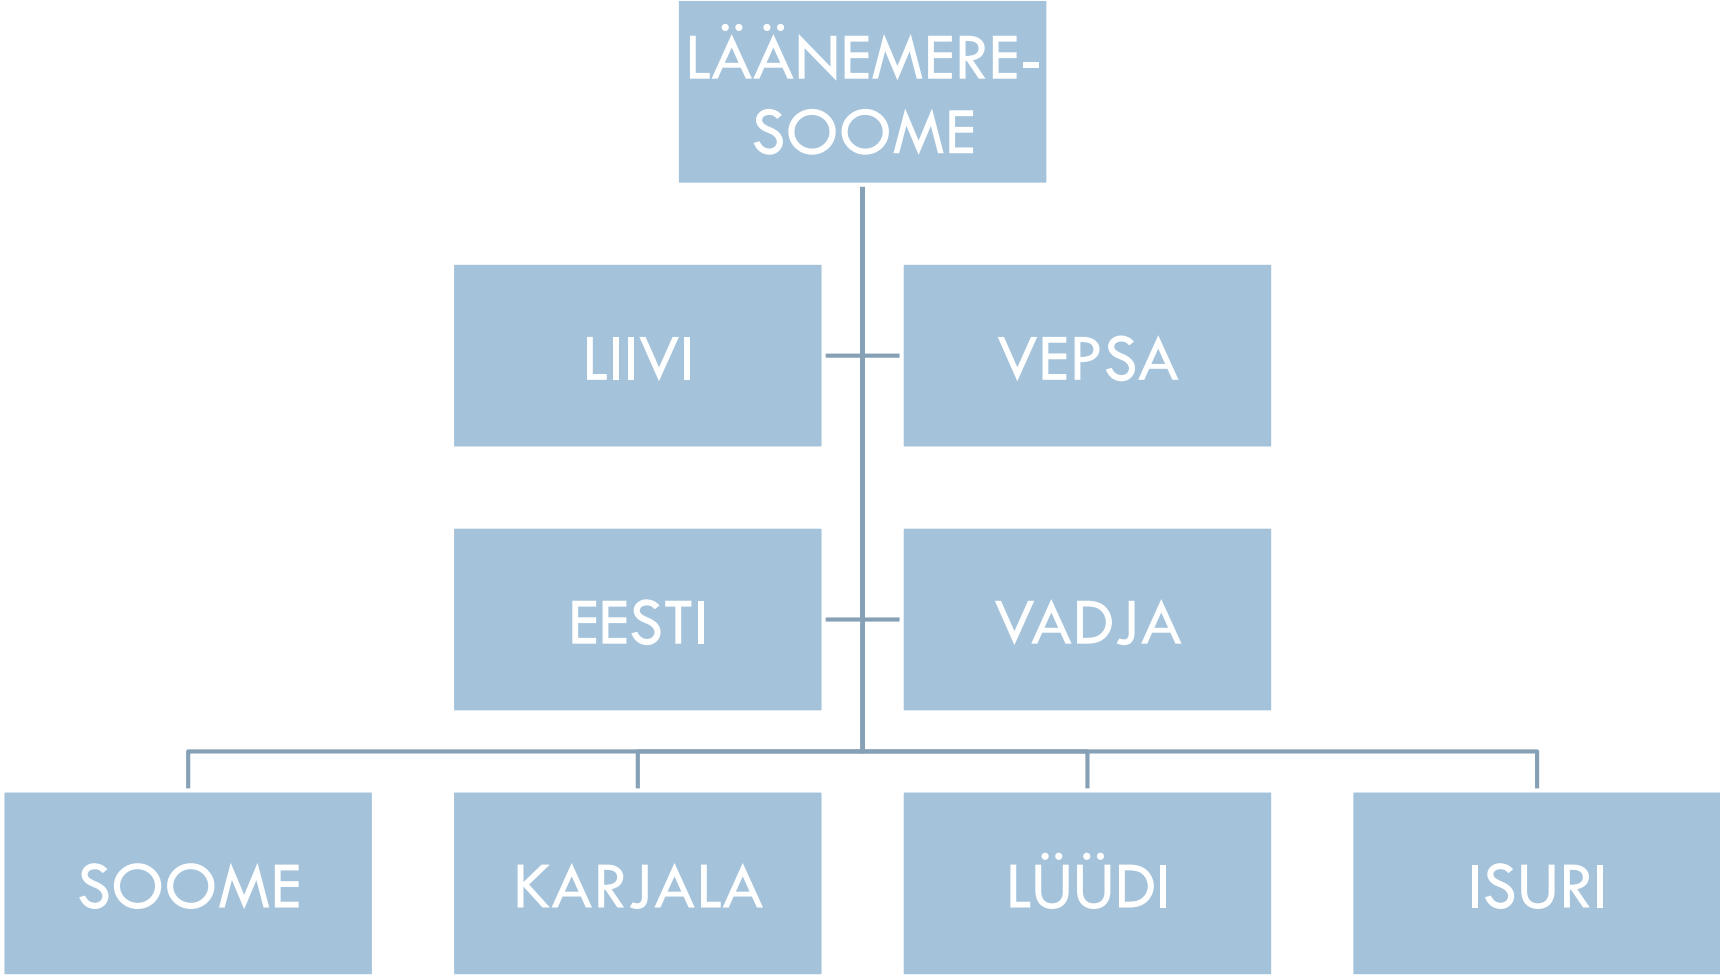 LÄÄNEMERE-
SOOME
LIIVI
VEPSA
EESTI
VADJA
SOOME
KARJALA
LÜÜDI
ISURI